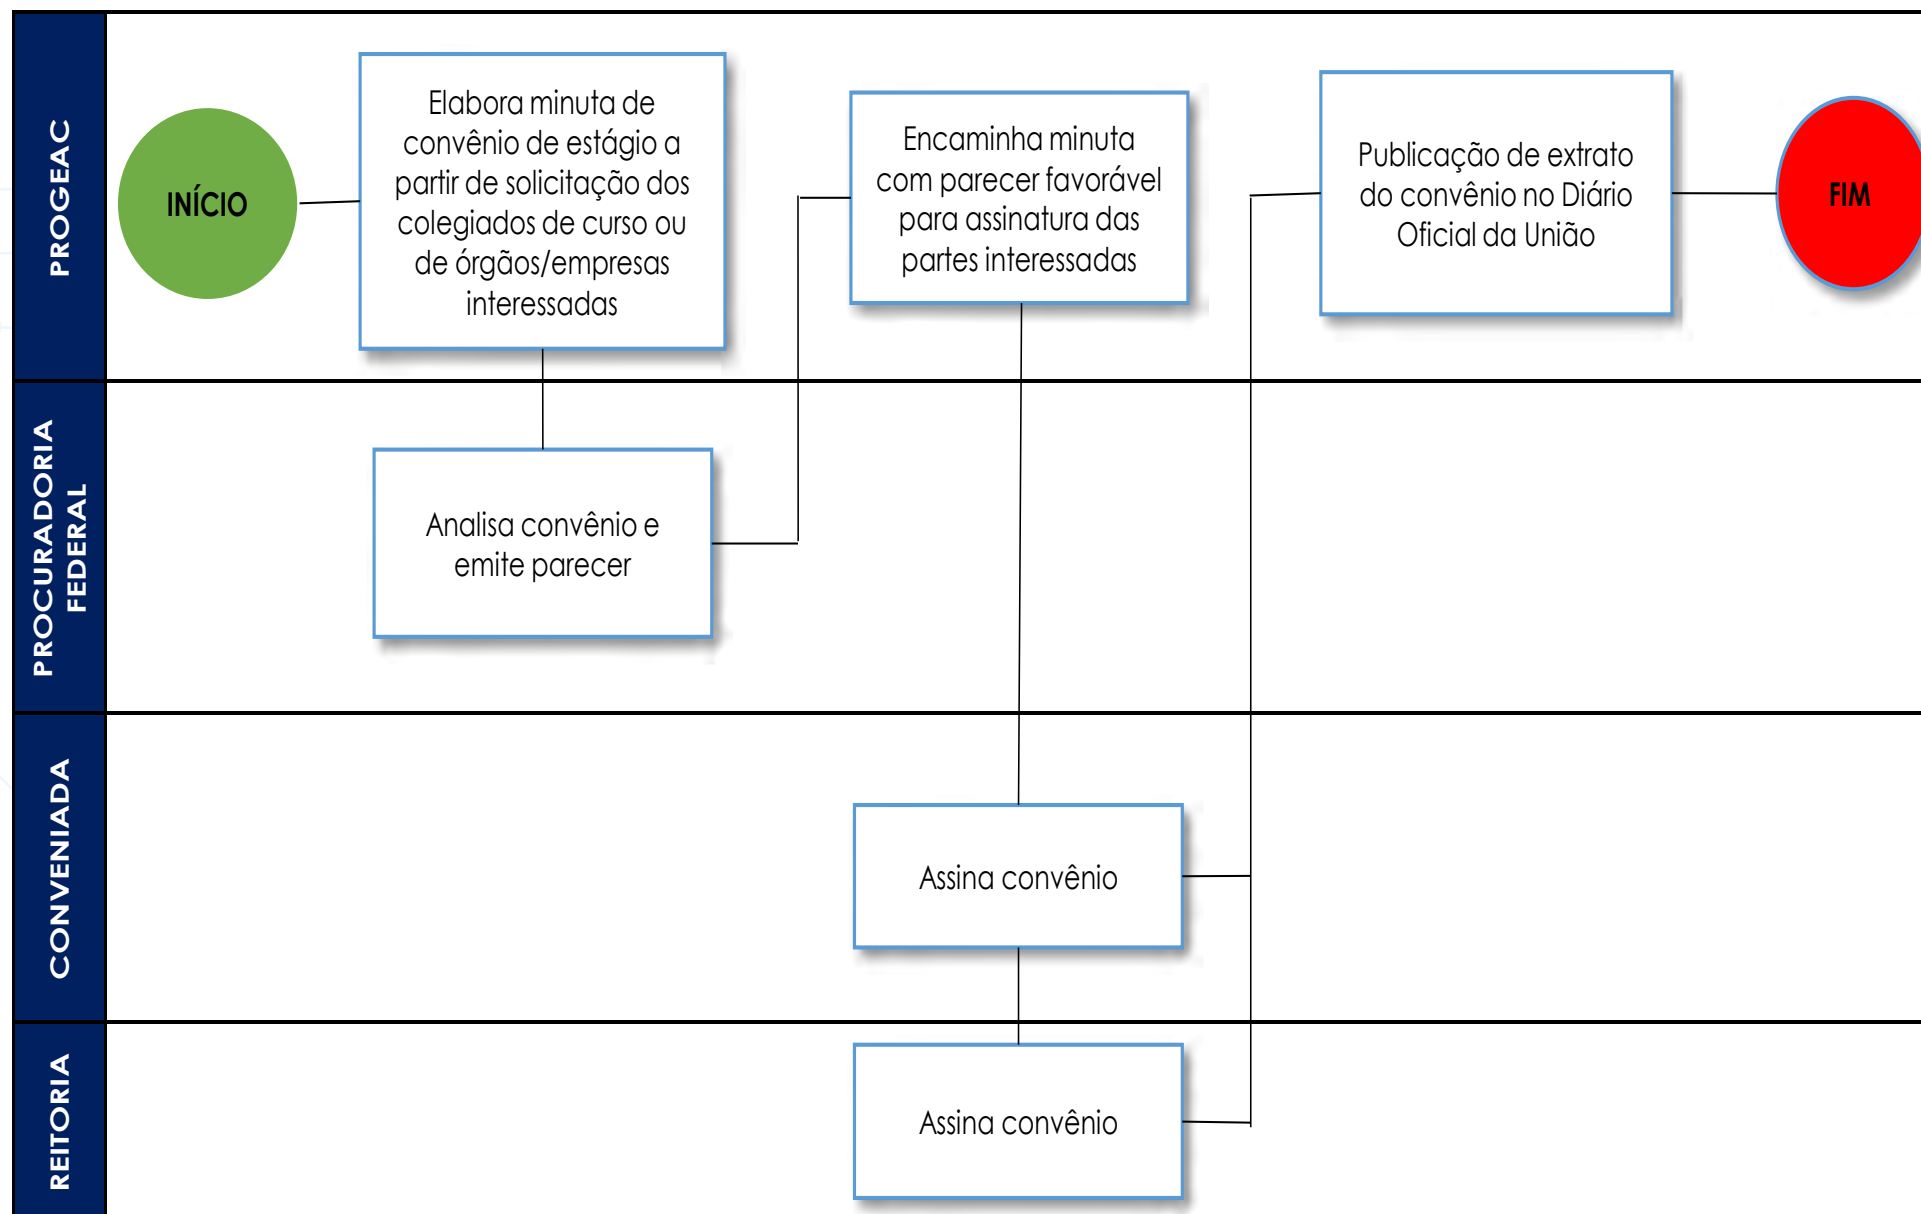 PROGEAC
INÍCIO
Elabora minuta de
convênio de estágio a
partir de solicitação dos
colegiados de curso ou
de órgãos/empresas
interessadas
Encaminha minuta
com parecer favorável
para assinatura das
partes interessadas
Publicação de extrato
do convênio no Diário
Oficial da União
FIM
PROCURADORIA
FEDERAL
Analisa convênio e
emite parecer
CONVENIADA
Assina convênio
REITORIA
Assina convênio